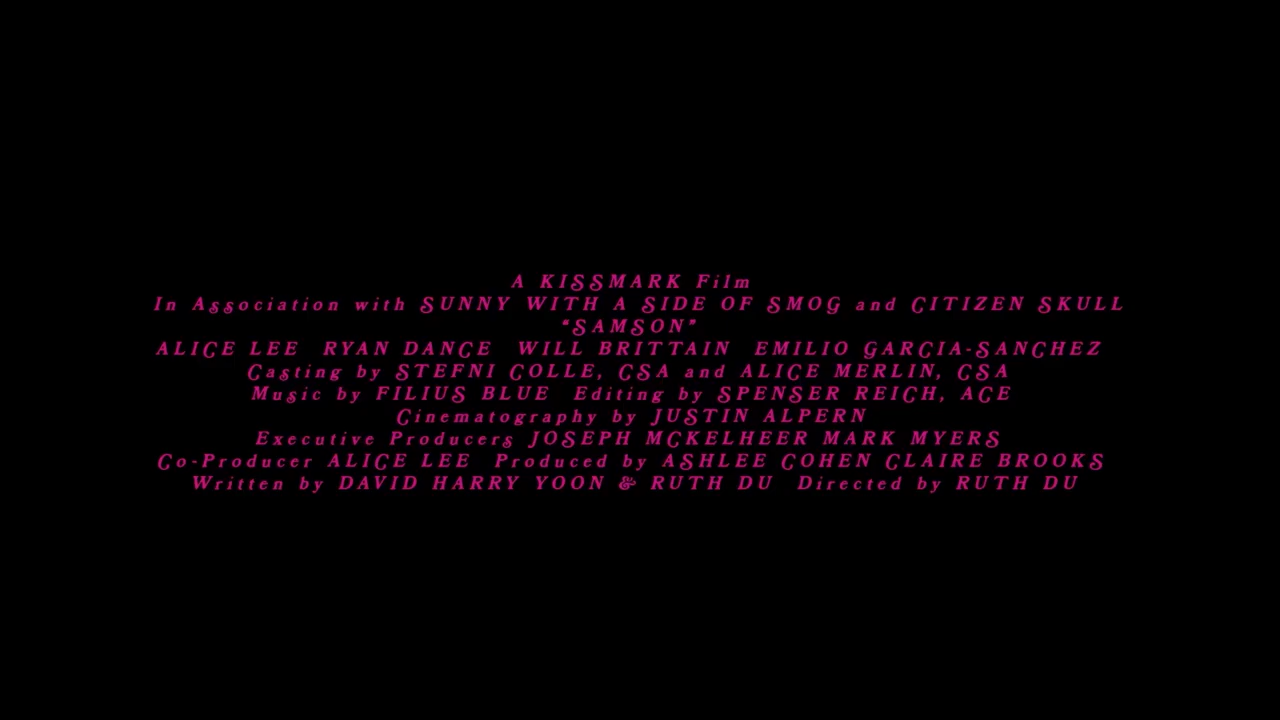 A KISSMARK Film
In Association with SUNNY WITH A SIDE OF SMOG and CITIZEN SKULL
“SAMSON”
ALICE LEE RYAN DANCE WILL BRITTAIN EMILIO GARCIA-SANCHEZ
Casting by STEFNI COLLE, CSA and ALICE MERLIN, CSA
Music by FILIUS BLUE Editing by SPENSER REICH, ACE
Cinematography by JUSTIN ALPERN
Executive Producers JOSEPH MCKELHEER MARK MYERS
Co-Producer ALICE LEE Produced by ASHLEE COHEN CLAIRE BROOKS
Written by DAVID HARRY YOON & RUTH DU Directed by RUTH DU